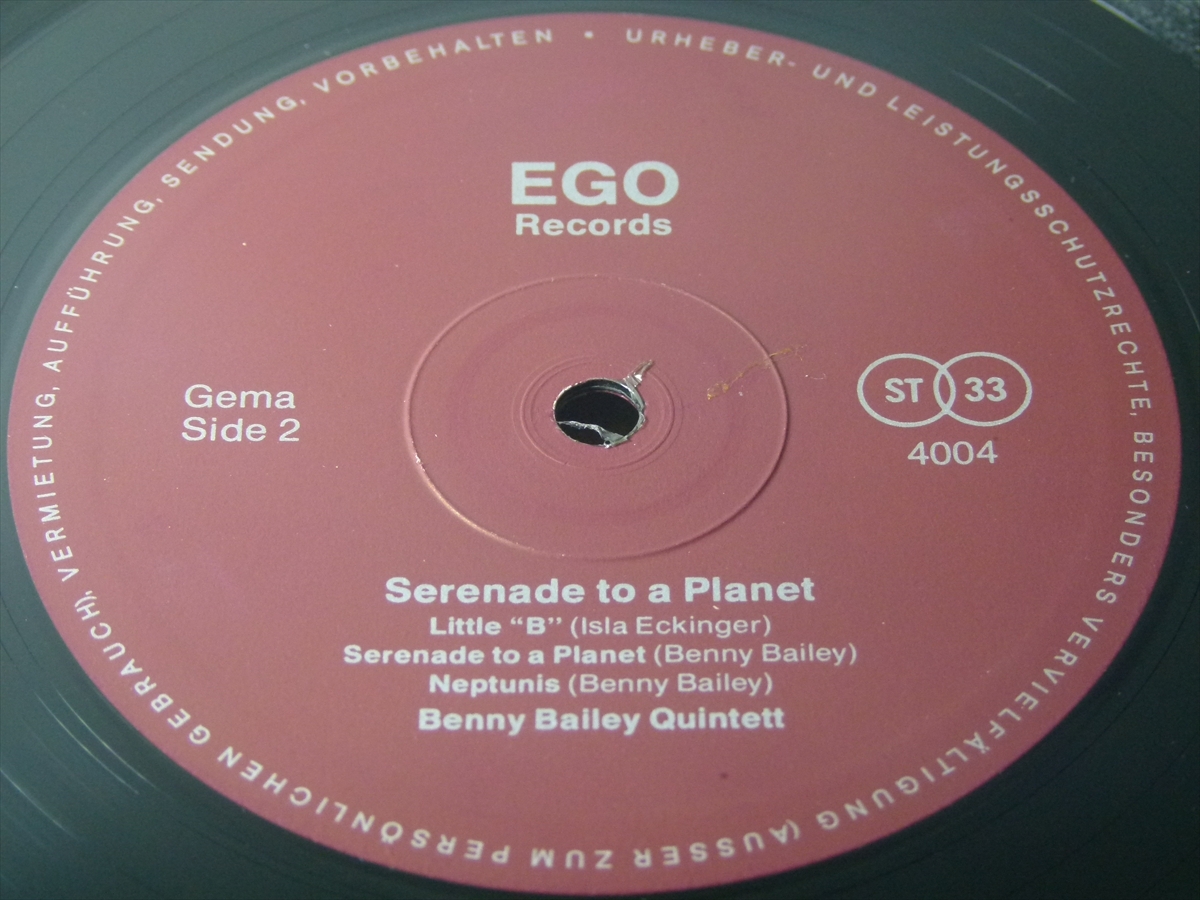 EGO
Records
Gema
Side 2
ST 33
4004
Serenade to a Planet
Little “B” (Isla Eckinger)
Serenade to a Planet (Benny Bailey)
Neptunis (Benny Bailey)
Benny Bailey Quintett
URHEBER- UND LEISTUNGSSCHUTZRECHTE, BESONDERS VERVIELFÄLTIGUNG (AUSSER ZUM PERSÖNLICHEN GEBRAUCH), VERMIETUNG, AUFFÜHRUNG, SENDUNG, VORBEHALTEN •